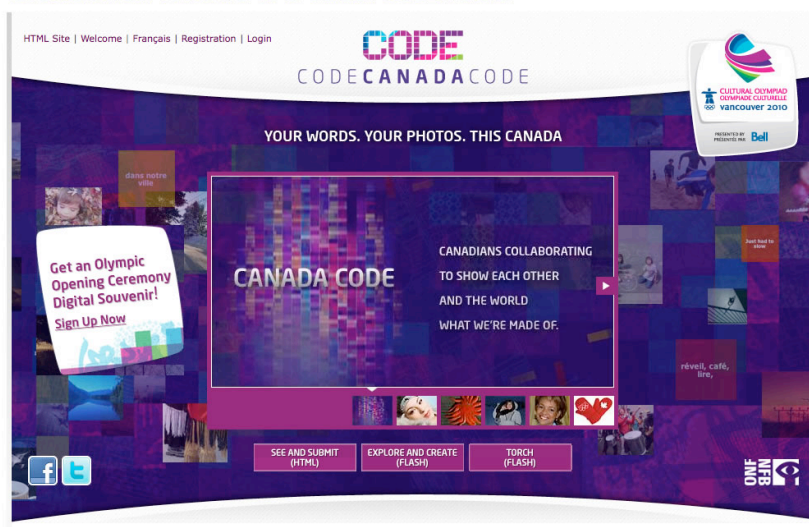 HTML Site | Welcome | Français | Registration | Login
CODE
CODECANADACODE
CULTURAL OLYMPIAD
OLYMPIADE CULTURELLE
vancouver 2010
PRESENTED BY
PRÉSENTÉE PAR
Bell
YOUR WORDS. YOUR PHOTOS. THIS CANADA
dans notre
ville
Get an Olympic
Opening Ceremony
Digital Souvenir!
Sign Up Now
CANADA CODE
CANADIANS COLLABORATING
TO SHOW EACH OTHER
AND THE WORLD
WHAT WE'RE MADE OF.
Just had to
slow
réveil, café,
lire,
SEE AND SUBMIT
(HTML)
EXPLORE AND CREATE
(FLASH)
TORCH
(FLASH)
f
t
ONF
NFB